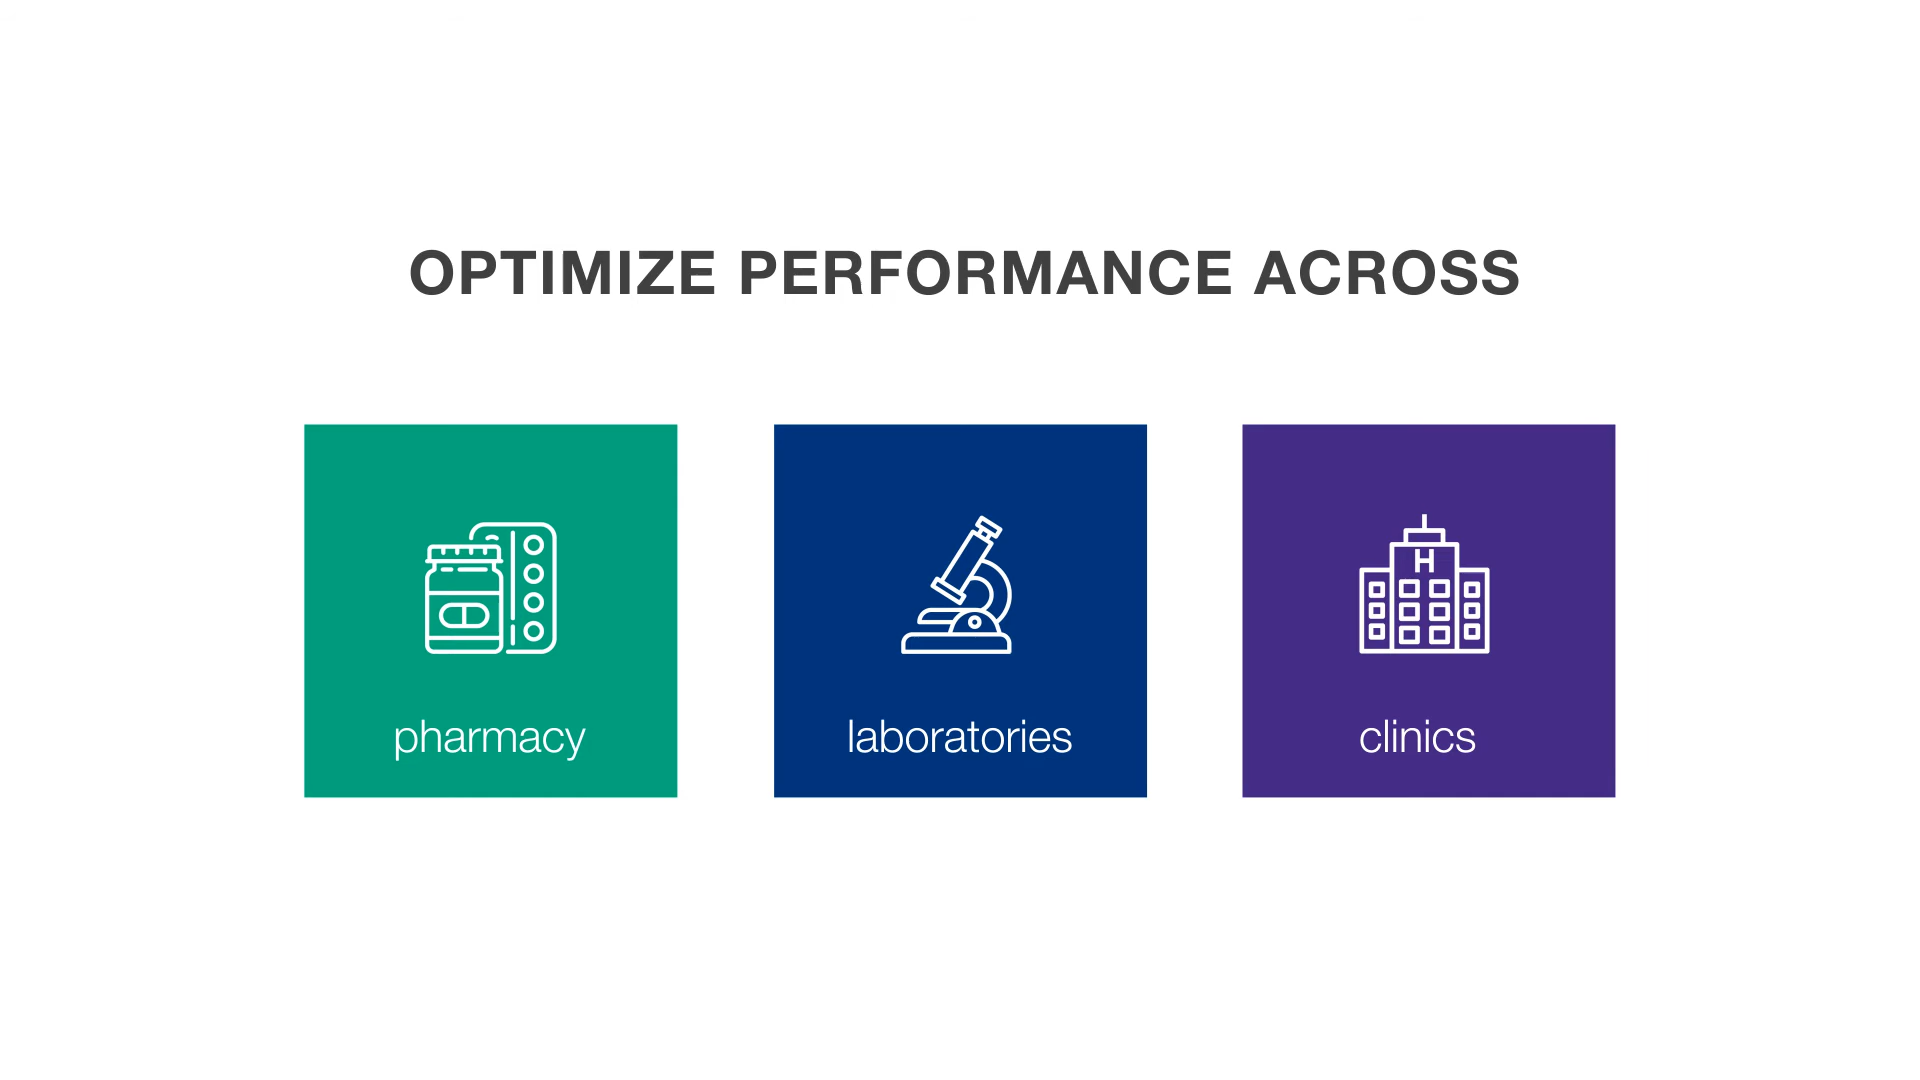 OPTIMIZE PERFORMANCE ACROSS
H
pharmacy
laboratories
clinics